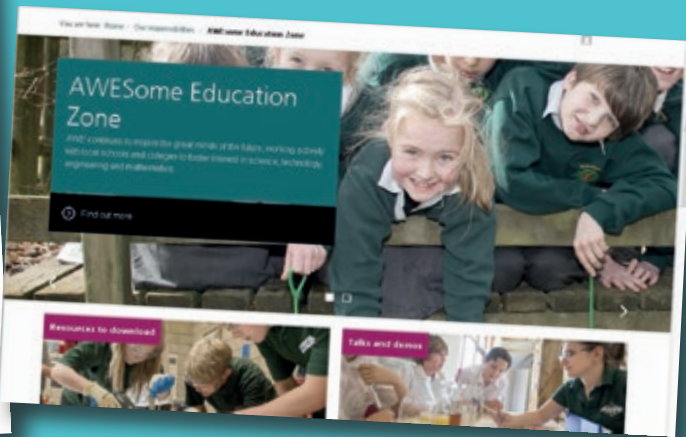 You are here: Home / Our responsibilities / AWEsome Education Zone
AWESome Education
Zone
AWE continues to inspire the great minds of the future, working actively
with local schools and colleges to foster interest in science, technology,
engineering and mathematics.
Find out more
Resources to download
Talks and demos